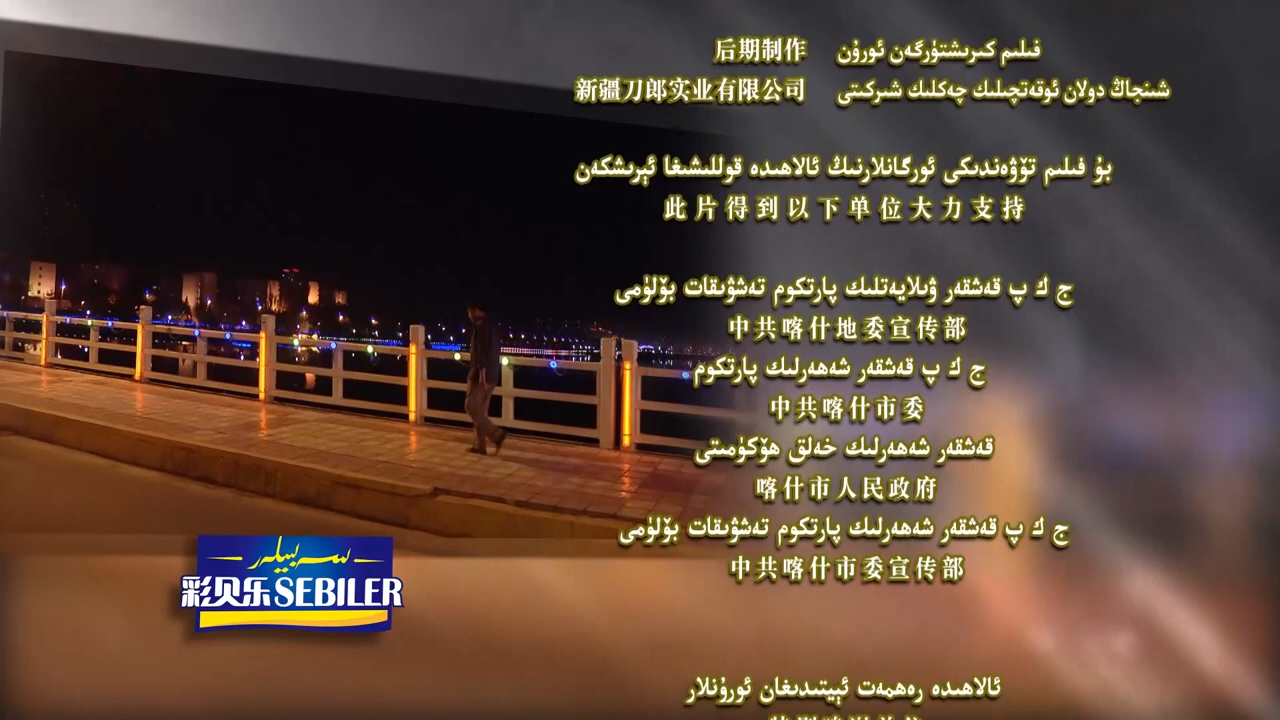 后期制作 فىلىم كىرىشتۈرگەن ئورۇن
新疆刀郎实业有限公司 شىنجاڭ دولان ئوقەتچىلىك چەكلىك شىركىتى
بۇ فىلىم تۆۋەندىكى ئورگانلارنىڭ ئالاھىدە قوللىشىغا ئېرىشكەن
此片得到以下单位大力支持
ج ك پ قەشقەر ۋىلايەتلىك پارتكوم تەشۋىقات بۆلۈمى
中共喀什地委宣传部
ج ك پ قەشقەر شەھەرلىك پارتكوم
中共喀什市委
قەشقەر شەھەرلىك خەلق ھۆكۈمىتى
喀什市人民政府
ج ك پ قەشقەر شەھەرلىك پارتكوم تەشۋىقات بۆلۈمى
中共喀什市委宣传部
سەبىيلەر
彩贝乐SEBILER
ئالاھىدە رەھمەت ئېيتىدىغان ئورۇنلار